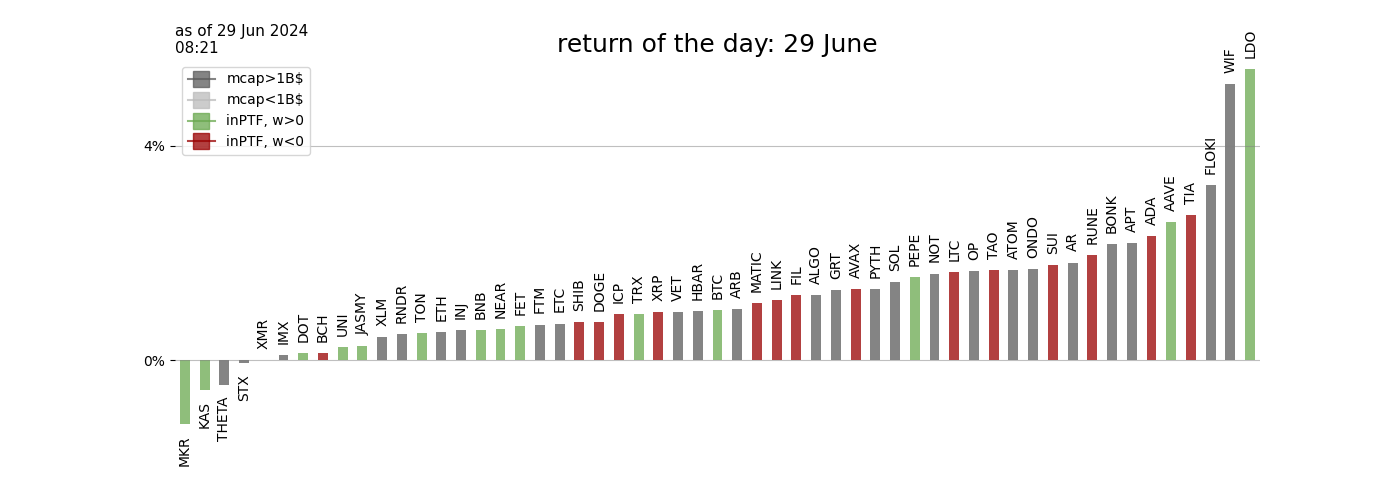 as of 29 Jun 2024
08:21
return of the day: 29 June
mcap>1B$
mcap<1B$
inPTF, w>0
inPTF, w<0
4%
0%
MKR
KAS
THETA
STX
XMR
IMX
DOT
BCH
UNI
JASMY
XLM
RNDR
TON
ETH
INJ
BNB
NEAR
FET
FTM
ETC
SHIB
DOGE
ICP
TRX
XRP
VET
HBAR
BTC
ARB
MATIC
LINK
FIL
ALGO
GRT
AVAX
PYTH
SOL
PEPE
NOT
LTC
OP
TAO
ATOM
ONDO
SUI
AR
RUNE
BONK
APT
ADA
AAVE
TIA
FLOKI
WIF
LDO